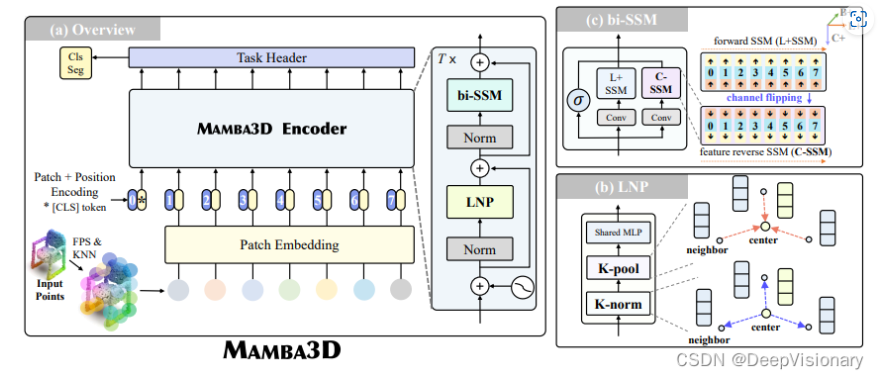 (a) Overview
Cls
Seg
Task Header
MAMBA3D Encoder
Patch + Position
Encoding
* [CLS] token
0 * 1 2 3 4 5 6 7
Patch Embedding
FPS &
KNN
Input
Points
T x
bi-SSM
Norm
LNP
Norm
MAMBA3D
(c) bi-SSM
σ
L+
SSM
C-
SSM
Conv
Conv
C+
forward SSM (L+SSM)
0 1 2 3 4 5 6 7
channel flipping
0 1 2 3 4 5 6 7
feature reverse SSM (C-SSM)
(b) LNP
Shared MLP
K-pool
K-norm
neighbor
center
neighbor
center
CSDN @DeepVisionary